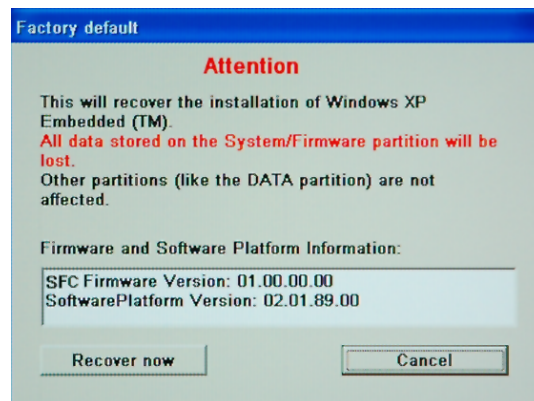 Factory default
Attention
This will recover the installation of Windows XP
Embedded (TM).
All data stored on the System/Firmware partition will be
lost.
Other partitions (like the DATA partition) are not
affected.
Firmware and Software Platform Information:
SFC Firmware Version: 01.00.00.00
SoftwarePlatform Version: 02.01.89.00
Recover now
Cancel